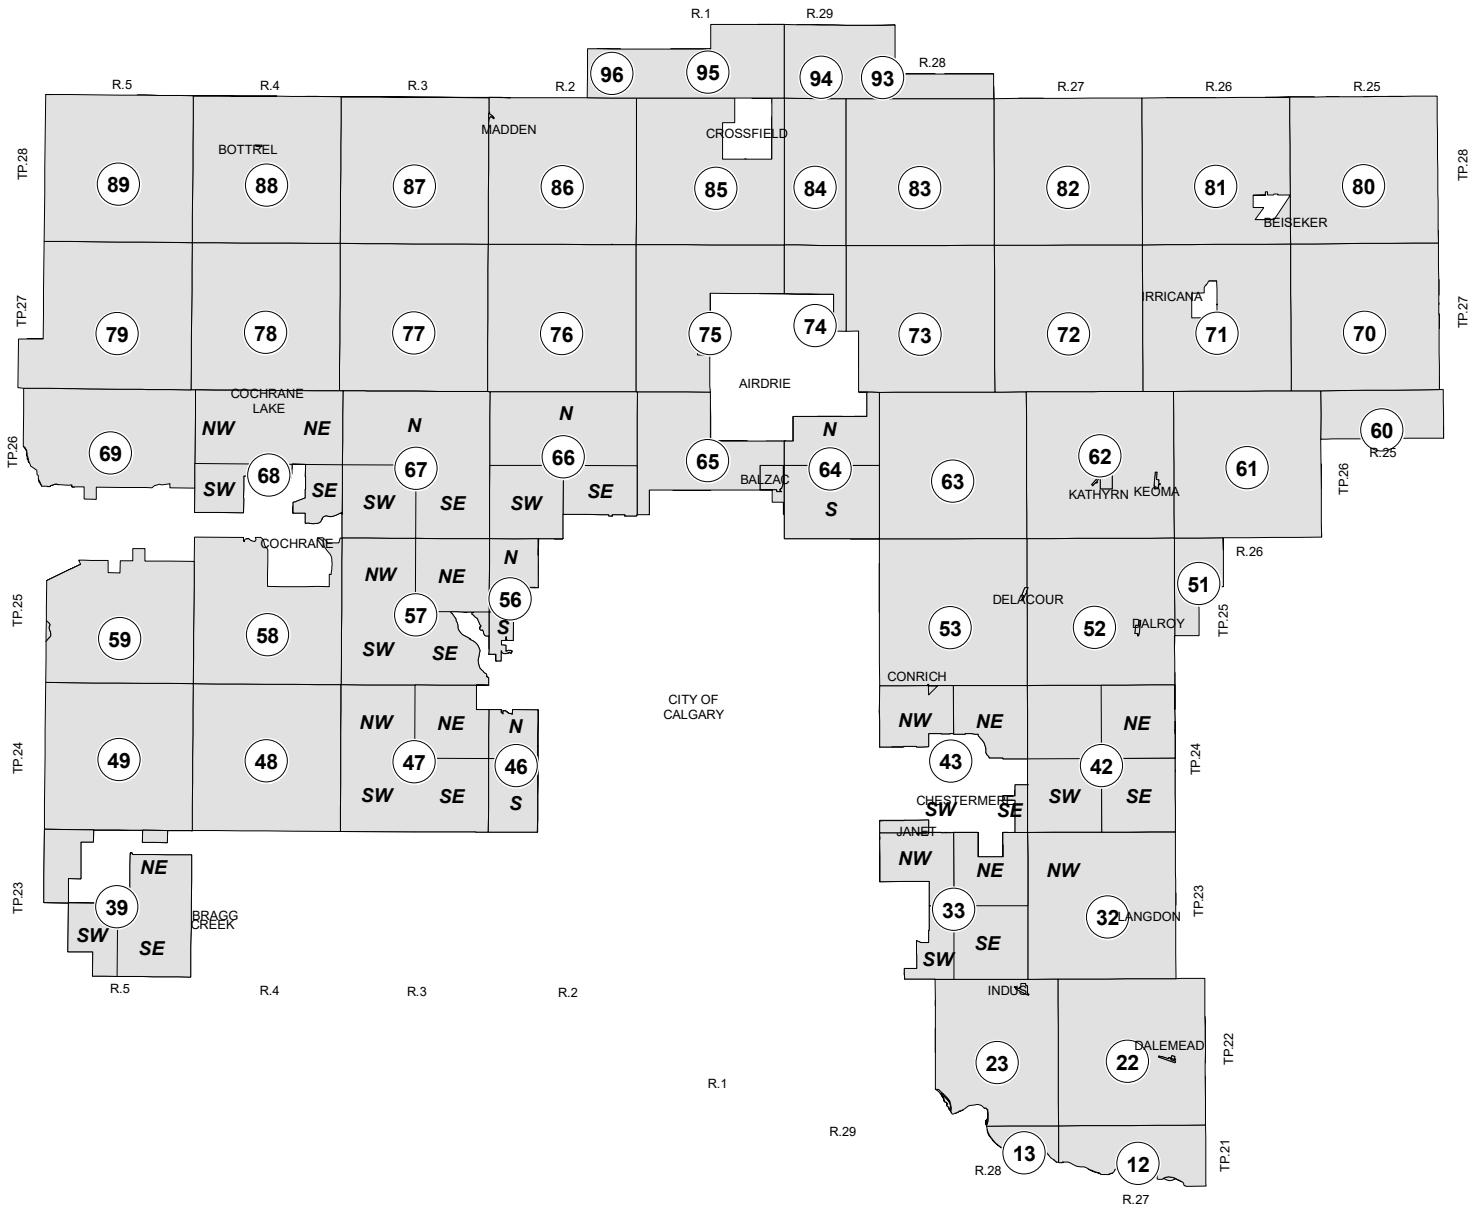 R.1
R.29
R.28
96
95
94
93
R.5
R.4
R.3
R.2
R.27
R.26
R.25
TP.28
BOTTREL
MADDEN
CROSSFIELD
TP.28
89
88
87
86
85
84
83
82
81
80
BEISEKER
TP.27
IRRICANA
TP.27
79
78
77
76
75
74
73
72
71
70
AIRDRIE
COCHRANE
LAKE
TP.26
69
NW
NE
N
N
N
68
67
66
65
64
63
62
61
60
R.25
SW
SE
SW
SE
SW
SE
BALZAC
S
KATHYRN
KEOMA
TP.26
COCHRANE
R.26
TP.25
59
58
NW
NE
57
SW
SE
N
56
S
DELACOUR
DALROY
53
52
51
TP.25
CONRICH
CITY OF
CALGARY
TP.24
49
48
NW
NE
47
SW
SE
N
46
S
NW
NE
43
CHESTERMERE
SW
SE
NE
42
SW
SE
TP.24
JANET
TP.23
NE
39
SW
SE
BRAGG
CREEK
NW
NE
33
SW
SE
NW
32
LANGDON
TP.23
R.5
R.4
R.3
R.2
INDUS
23
22
DALEMEAD
TP.22
R.1
R.29
13
R.28
12
TP.21
R.27